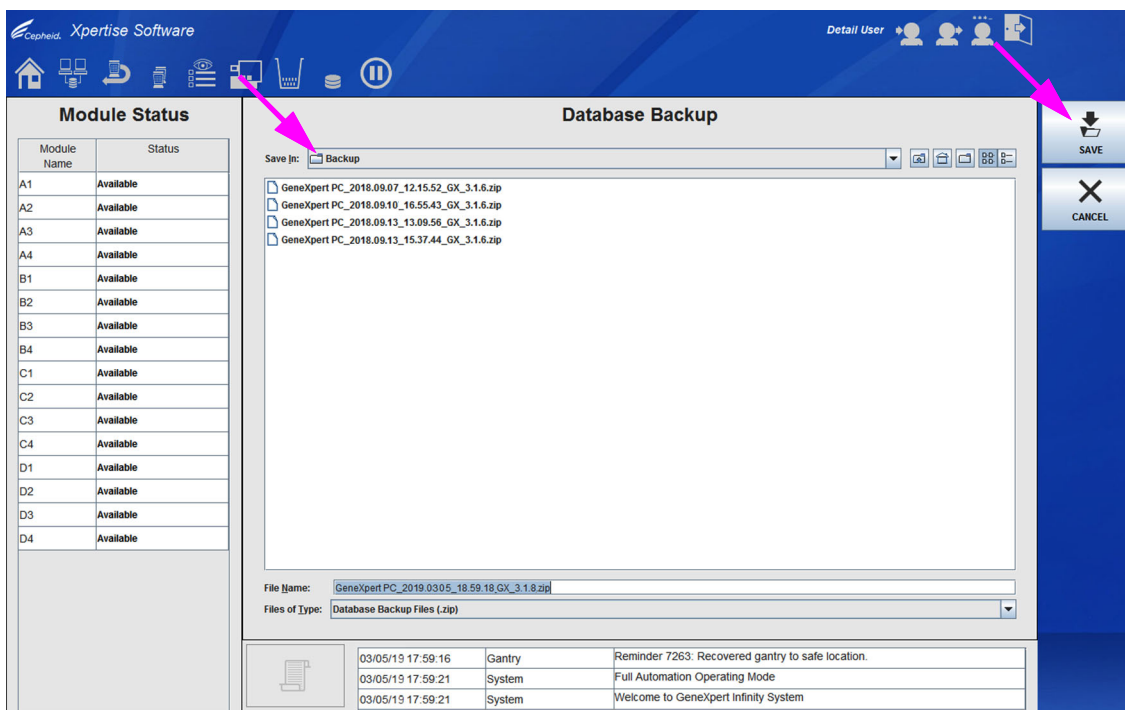 Cepheid. Xpertise Software
Detail User
Module Status
Module Name Status
A1 Available
A2 Available
A3 Available
A4 Available
B1 Available
B2 Available
B3 Available
B4 Available
C1 Available
C2 Available
C3 Available
C4 Available
D1 Available
D2 Available
D3 Available
D4 Available
Database Backup
Save In: Backup
GeneXpert PC_2018.09.07_12.15.52_GX_3.1.6.zip
GeneXpert PC_2018.09.10_16.55.43_GX_3.1.6.zip
GeneXpert PC_2018.09.13_13.09.56_GX_3.1.6.zip
GeneXpert PC_2018.09.13_15.37.44_GX_3.1.6.zip
File Name: GeneXpert PC_2019.0305_18.59.18_GX_3.1.8.zip
Files of Type: Database Backup Files (.zip)
03/05/19 17:59:16 Gantry Reminder 7263: Recovered gantry to safe location.
03/05/19 17:59:21 System Full Automation Operating Mode
03/05/19 17:59:21 System Welcome to GeneXpert Infinity System
SAVE
CANCEL